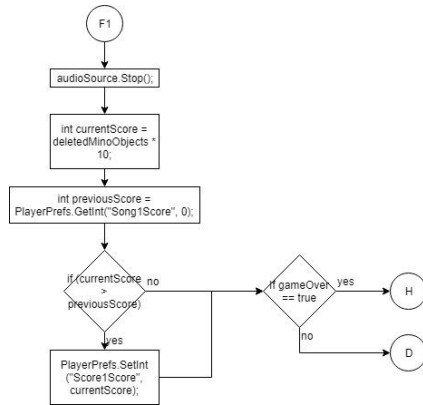 F1
audioSource.Stop();
int currentScore =
deletedMinoObjects *
10;
int previousScore =
PlayerPrefs.GetInt("Song1Score", 0);
if (currentScore
>
previousScore)
no
yes
PlayerPrefs.SetInt
("Score1Score",
currentScore);
If gameOver
== true
yes
no
H
D